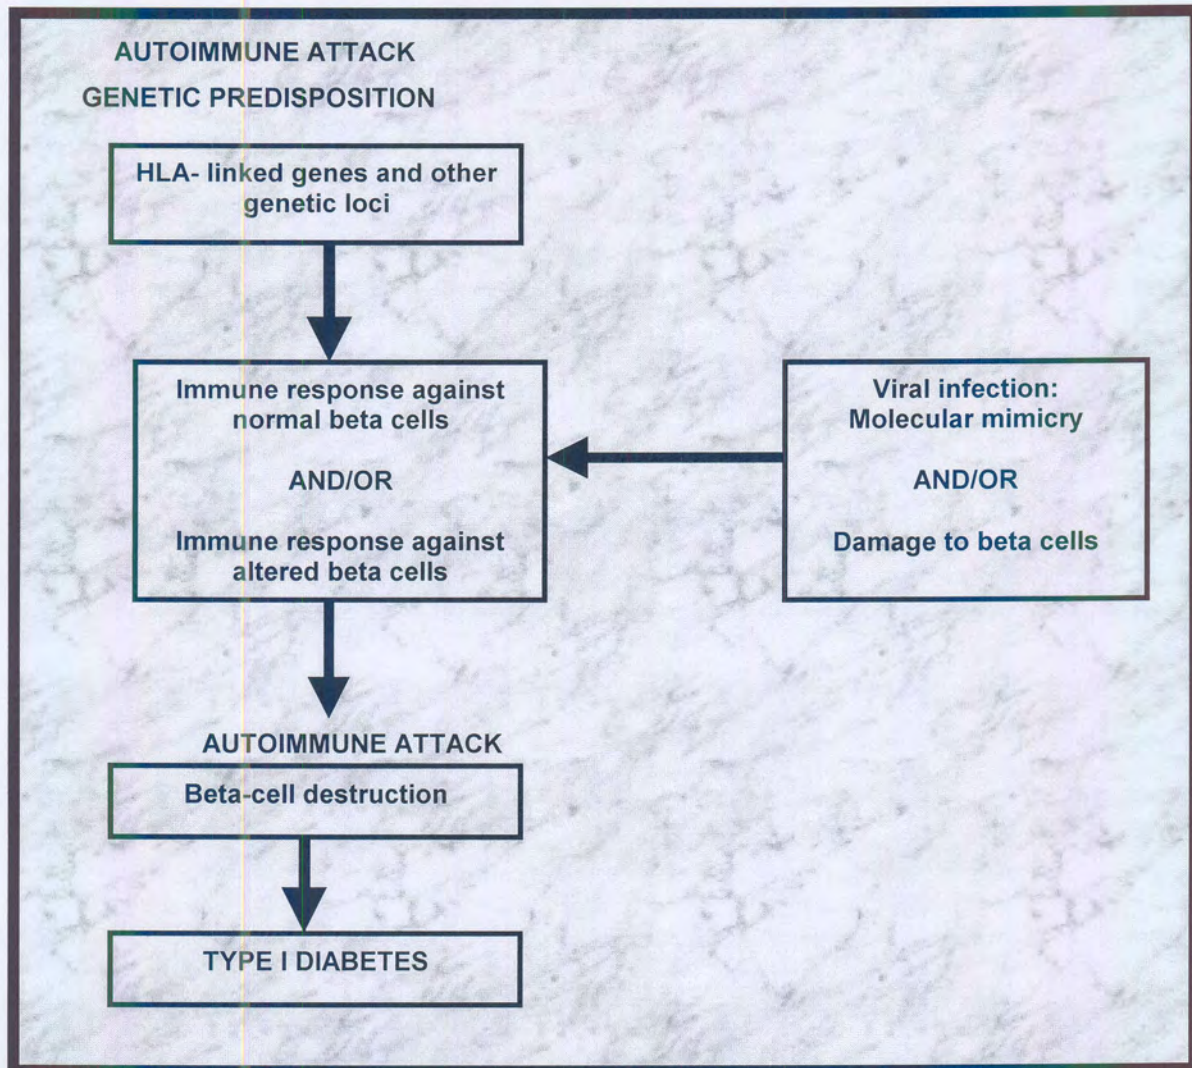 AUTOIMMUNE ATTACK
GENETIC PREDISPOSITION
HLA- linked genes and other
genetic loci
Immune response against
normal beta cells
AND/OR
Immune response against
altered beta cells
Viral infection:
Molecular mimicry
AND/OR
Damage to beta cells
AUTOIMMUNE ATTACK
Beta-cell destruction
TYPE I DIABETES